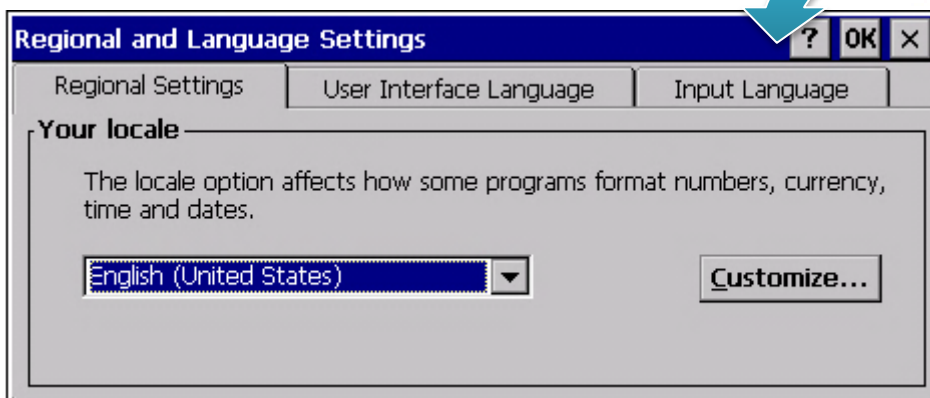 Regional and Language Settings ? OK ×
Regional Settings User Interface Language Input Language
Your locale
The locale option affects how some programs format numbers, currency,
time and dates.
English (United States) Customize...